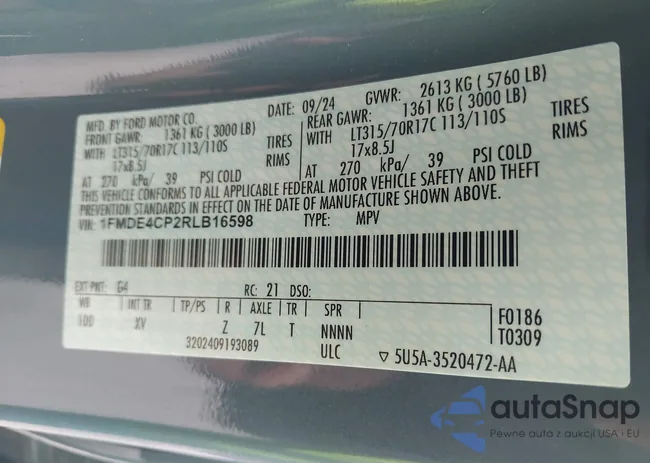 MFD. BY FORD MOTOR CO. DATE: 09/24 GVWR: 2613 KG ( 5760 LB)
FRONT GAWR: 1361 KG ( 3000 LB) REAR GAWR: 1361 KG ( 3000 LB)
WITH LT315/70R17C 113/110S TIRES WITH LT315/70R17C 113/110S TIRES
17x8.5J RIMS 17x8.5J RIMS
AT 270 kPa/ 39 PSI COLD AT 270 kPa/ 39 PSI COLD
THIS VEHICLE CONFORMS TO ALL APPLICABLE FEDERAL MOTOR VEHICLE SAFETY AND THEFT
PREVENTION STANDARDS IN EFFECT ON THE DATE OF MANUFACTURE SHOWN ABOVE.
VIN: 1FMDE4CP2RLB16598 TYPE: MPV
EXT PNT: G4 RC: 21 DSO:
WB INT TR TP/PS R AXLE TR SPR
100 XV Z 7L T NNNN
F0186
T0309
3202409193089 ULC ▽ 5U5A-3520472-AA
autaSnap
Pewne auta z aukcji USA - EU